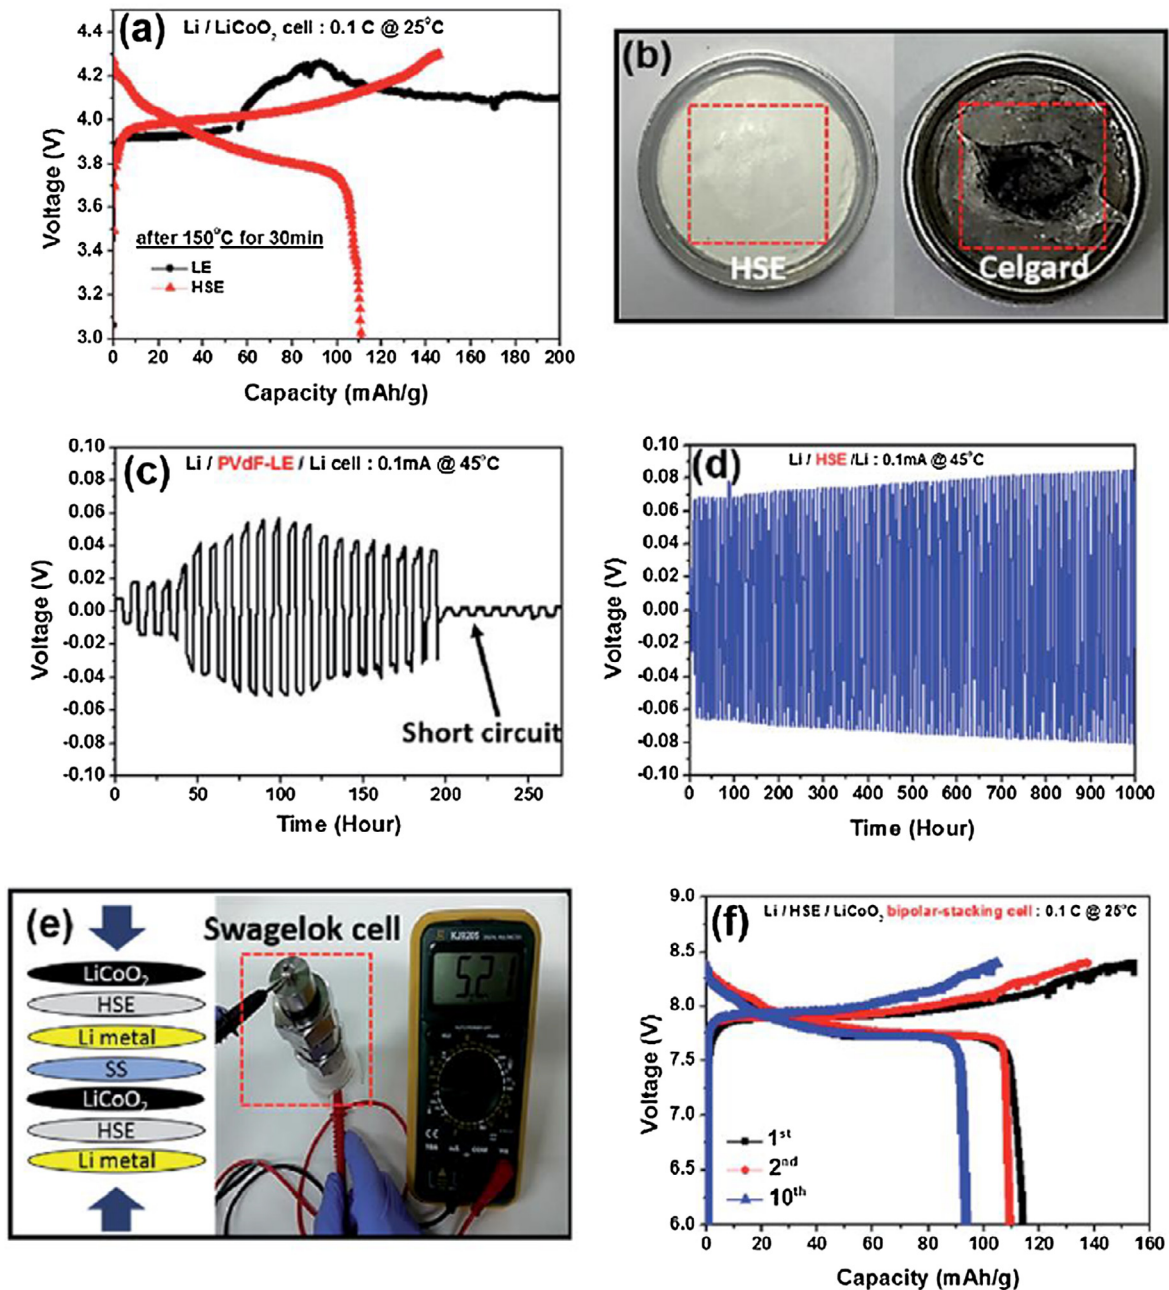 (a) Li / LiCoO₂ cell : 0.1 C @ 25°C
4.4
4.2
4.0
3.8
3.6
3.4
3.2
3.0
Voltage (V)
after 150°C for 30min
LE
HSE
0 20 40 60 80 100 120 140 160 180 200
Capacity (mAh/g)
(b)
HSE
Celgard
(c) Li / PVdF-LE / Li cell : 0.1mA @ 45°C
0.10
0.08
0.06
0.04
0.02
0.00
-0.02
-0.04
-0.06
-0.08
-0.10
Voltage (V)
Short circuit
0 50 100 150 200 250
Time (Hour)
(d) Li / HSE /Li : 0.1mA @ 45°C
0.10
0.08
0.06
0.04
0.02
0.00
-0.02
-0.04
-0.06
-0.08
-0.10
Voltage (V)
0 100 200 300 400 500 600 700 800 900 1000
Time (Hour)
(e)
LiCoO₂
HSE
Li metal
SS
LiCoO₂
HSE
Li metal
Swagelok cell
KJ9205
5.21
(f) Li / HSE / LiCoO₂ bipolar-stacking cell : 0.1 C @ 25°C
9.0
8.5
8.0
7.5
7.0
6.5
6.0
Voltage (V)
1st
2nd
10th
0 20 40 60 80 100 120 140 160
Capacity (mAh/g)